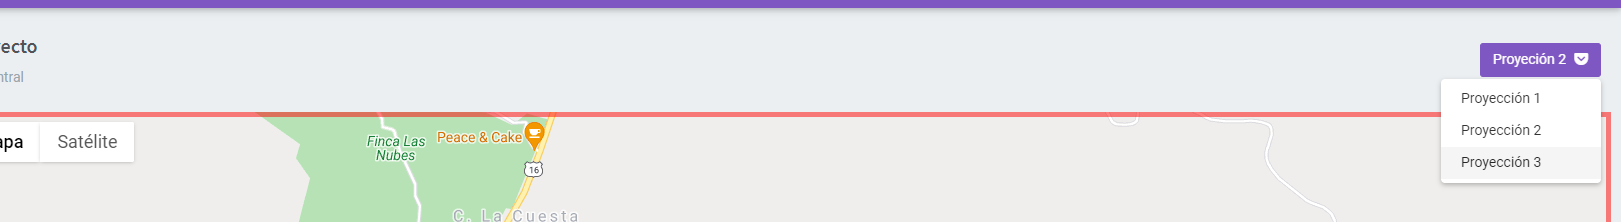 ecto
Proyeción 2
ntral
Proyección 1
Proyección 2
Proyección 3
apa
Satélite
Finca Las
Nubes
Peace & Cake
16
C. La Cuesta